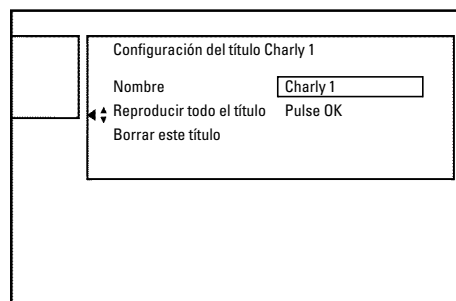 Configuración del título Charly 1
Nombre Charly 1
Reproducir todo el título Pulse OK
Borrar este título